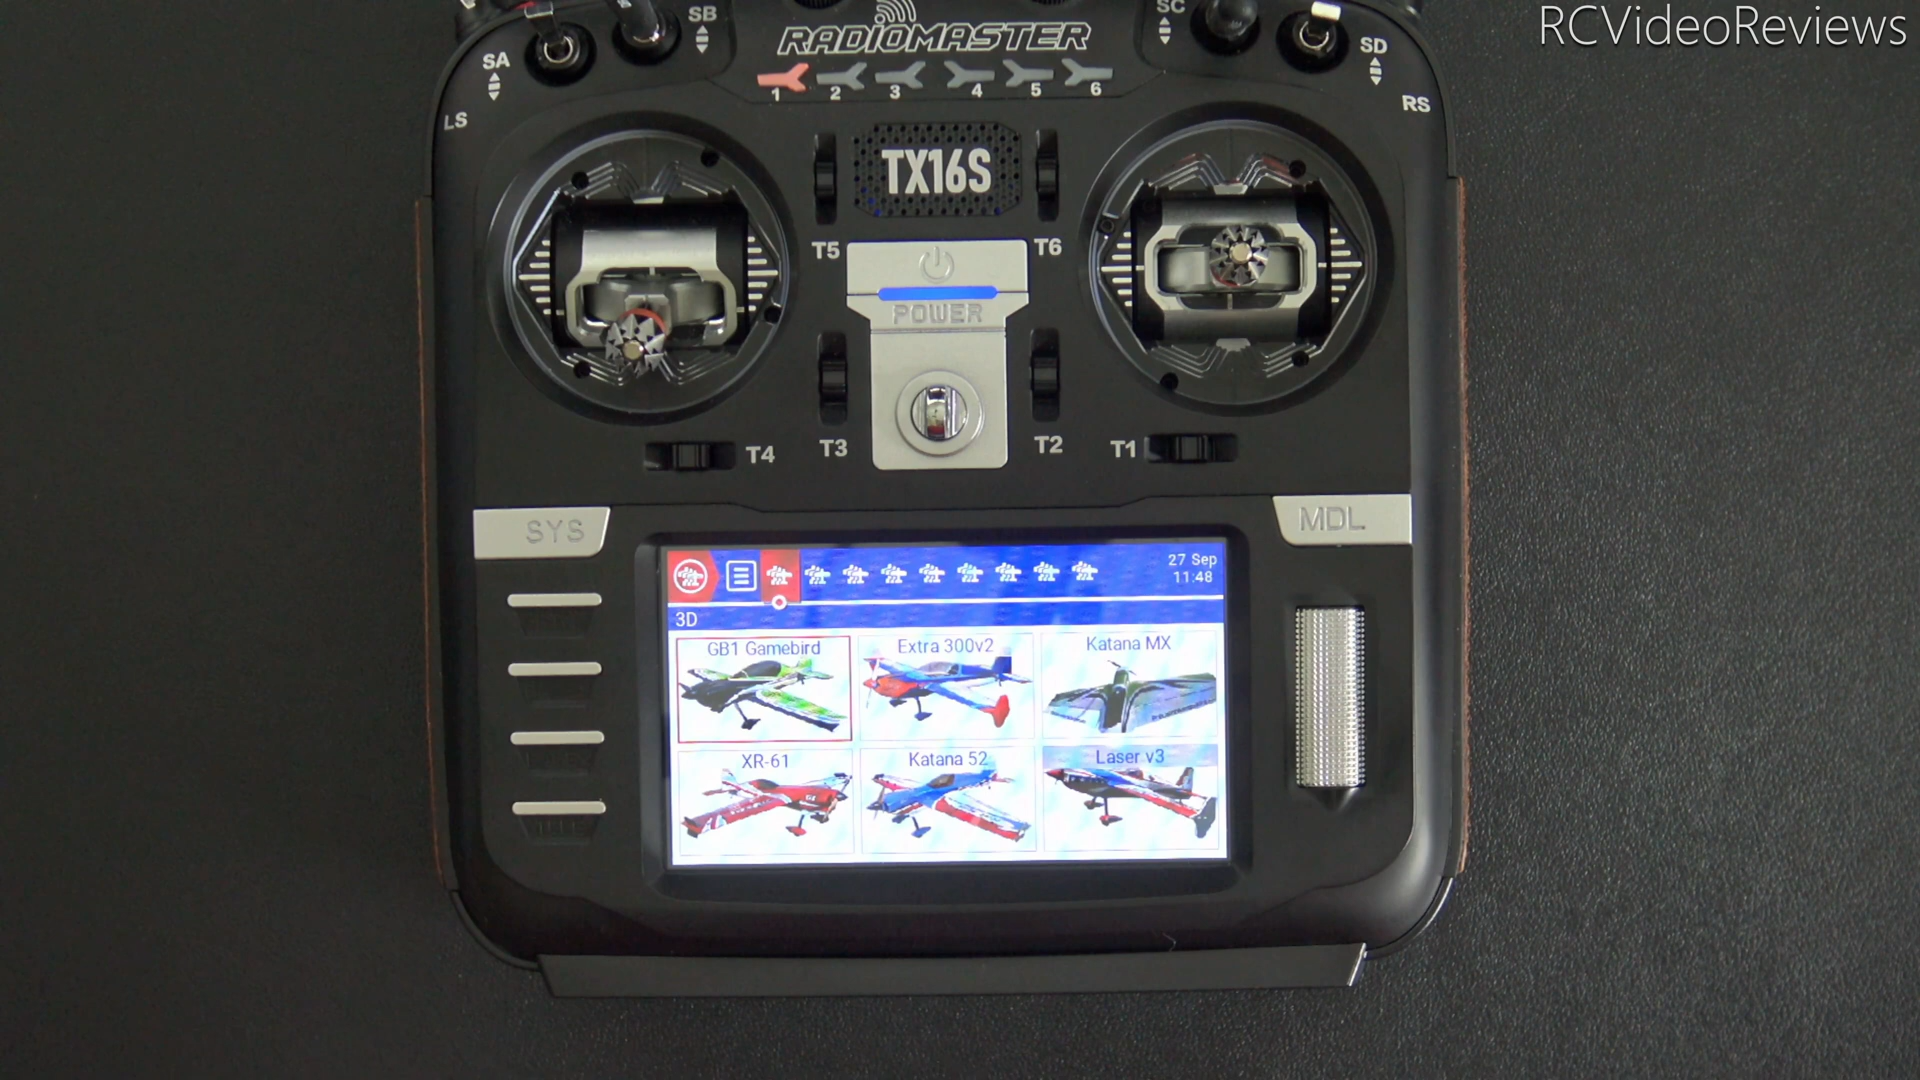 RCVideoReviews
SB
SC
RADIOMASTER
SA
SD
1 2 3 4 5 6
LS
RS
TX16S
T5
T6
POWER
T4
T3
T2
T1
SYS
MDL
27 Sep
11:48
3D
GB1 Gamebird
Extra 300v2
Katana MX
XR-61
Katana 52
Laser v3